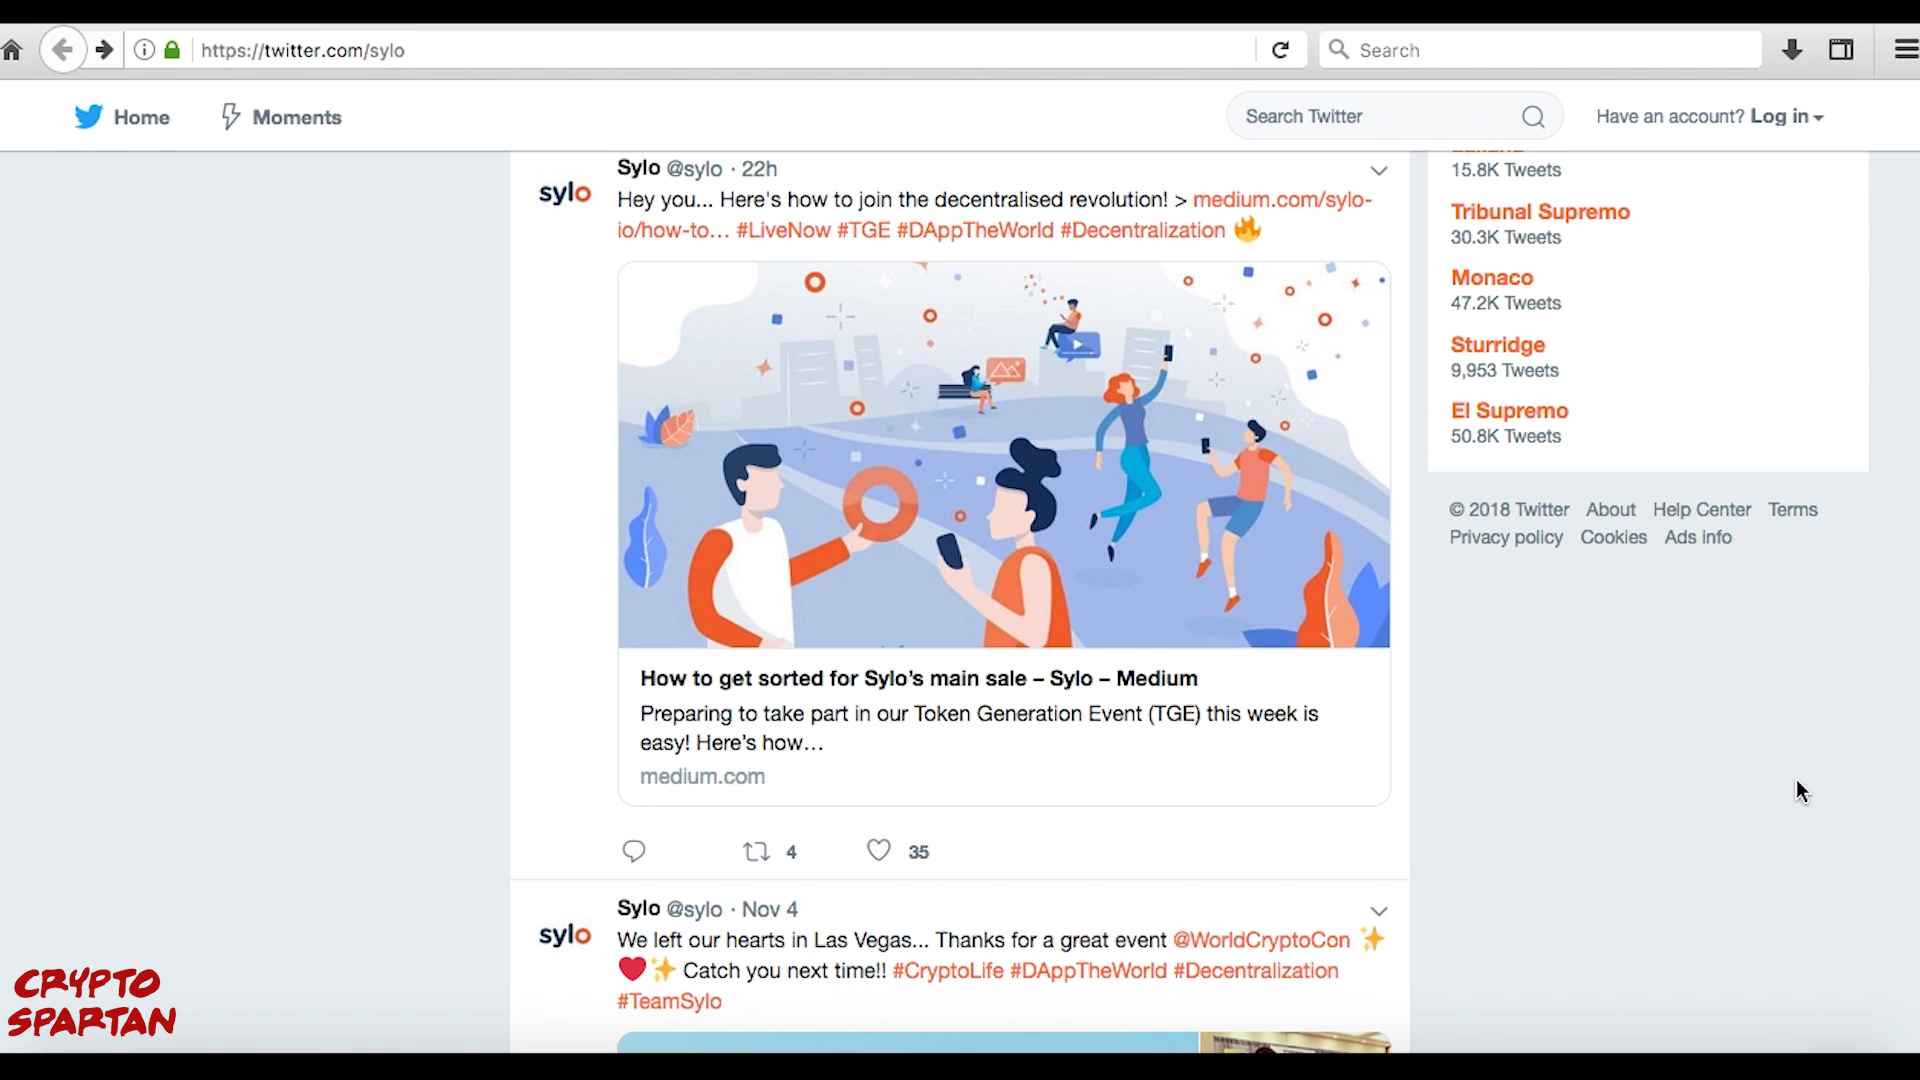 https://twitter.com/sylo
Search
Home
Moments
Search Twitter
Have an account? Log in
Sylo @sylo · 22h
sylo
Hey you... Here's how to join the decentralised revolution! > medium.com/sylo-
io/how-to… #LiveNow #TGE #DAppTheWorld #Decentralization
How to get sorted for Sylo’s main sale – Sylo – Medium
Preparing to take part in our Token Generation Event (TGE) this week is
easy! Here’s how…
medium.com
4
35
Sylo @sylo · Nov 4
sylo
We left our hearts in Las Vegas... Thanks for a great event @WorldCryptoCon
Catch you next time!! #CryptoLife #DAppTheWorld #Decentralization
#TeamSylo
15.8K Tweets
Tribunal Supremo
30.3K Tweets
Monaco
47.2K Tweets
Sturridge
9,953 Tweets
El Supremo
50.8K Tweets
© 2018 Twitter About Help Center Terms
Privacy policy Cookies Ads info
CRYPTO
SPARTAN